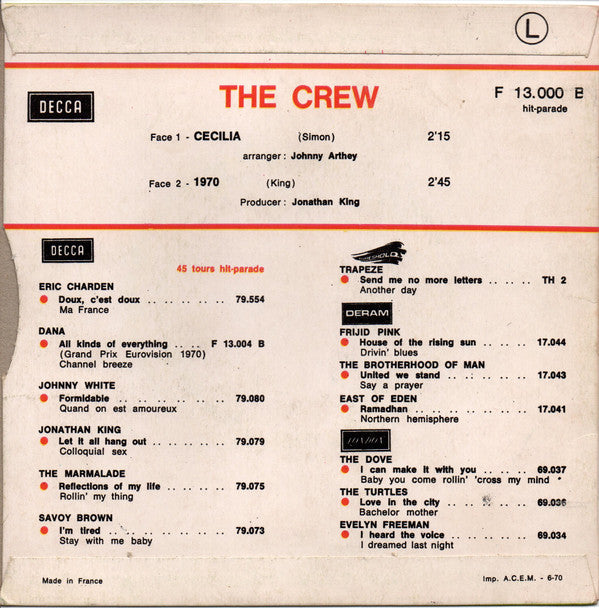 L
DECCA
THE CREW
F 13.000 B
hit-parade
Face 1 - CECILIA (Simon) 2'15
arranger : Johnny Arthey
Face 2 - 1970 (King) 2'45
Producer : Jonathan King
DECCA
45 tours hit-parade
ERIC CHARDEN
Doux, c'est doux .. .. .. .. 79.554
Ma France
DANA
All kinds of everything .. .. F 13.004 B
(Grand Prix Eurovision 1970)
Channel breeze
JOHNNY WHITE
Formidable .. .. .. .. .. 79.080
Quand on est amoureux
JONATHAN KING
Let it all hang out .. .. .. .. 79.079
Colloquial sex
THE MARMALADE
Reflections of my life .. .. .. 79.075
Rollin' my thing
SAVOY BROWN
I'm tired .. .. .. .. .. .. .. 79.073
Stay with me baby
THRESHOLD
TRAPEZE
Send me no more letters .. .. .. TH 2
Another day
DERAM
FRIJID PINK
House of the rising sun .. .. .. 17.044
Drivin' blues
THE BROTHERHOOD OF MAN
United we stand .. .. .. .. 17.043
Say a prayer
EAST OF EDEN
Ramadhan .. .. .. .. .. 17.041
Northern hemisphere
THE DOVE
I can make it with you .. .. .. 69.037
Baby you come rollin' 'cross my mind
THE TURTLES
Love in the city .. .. .. .. 69.036
Bachelor mother
EVELYN FREEMAN
I heard the voice .. .. .. .. 69.034
I dreamed last night
Made in France
Imp. A.C.E.M. - 6-70